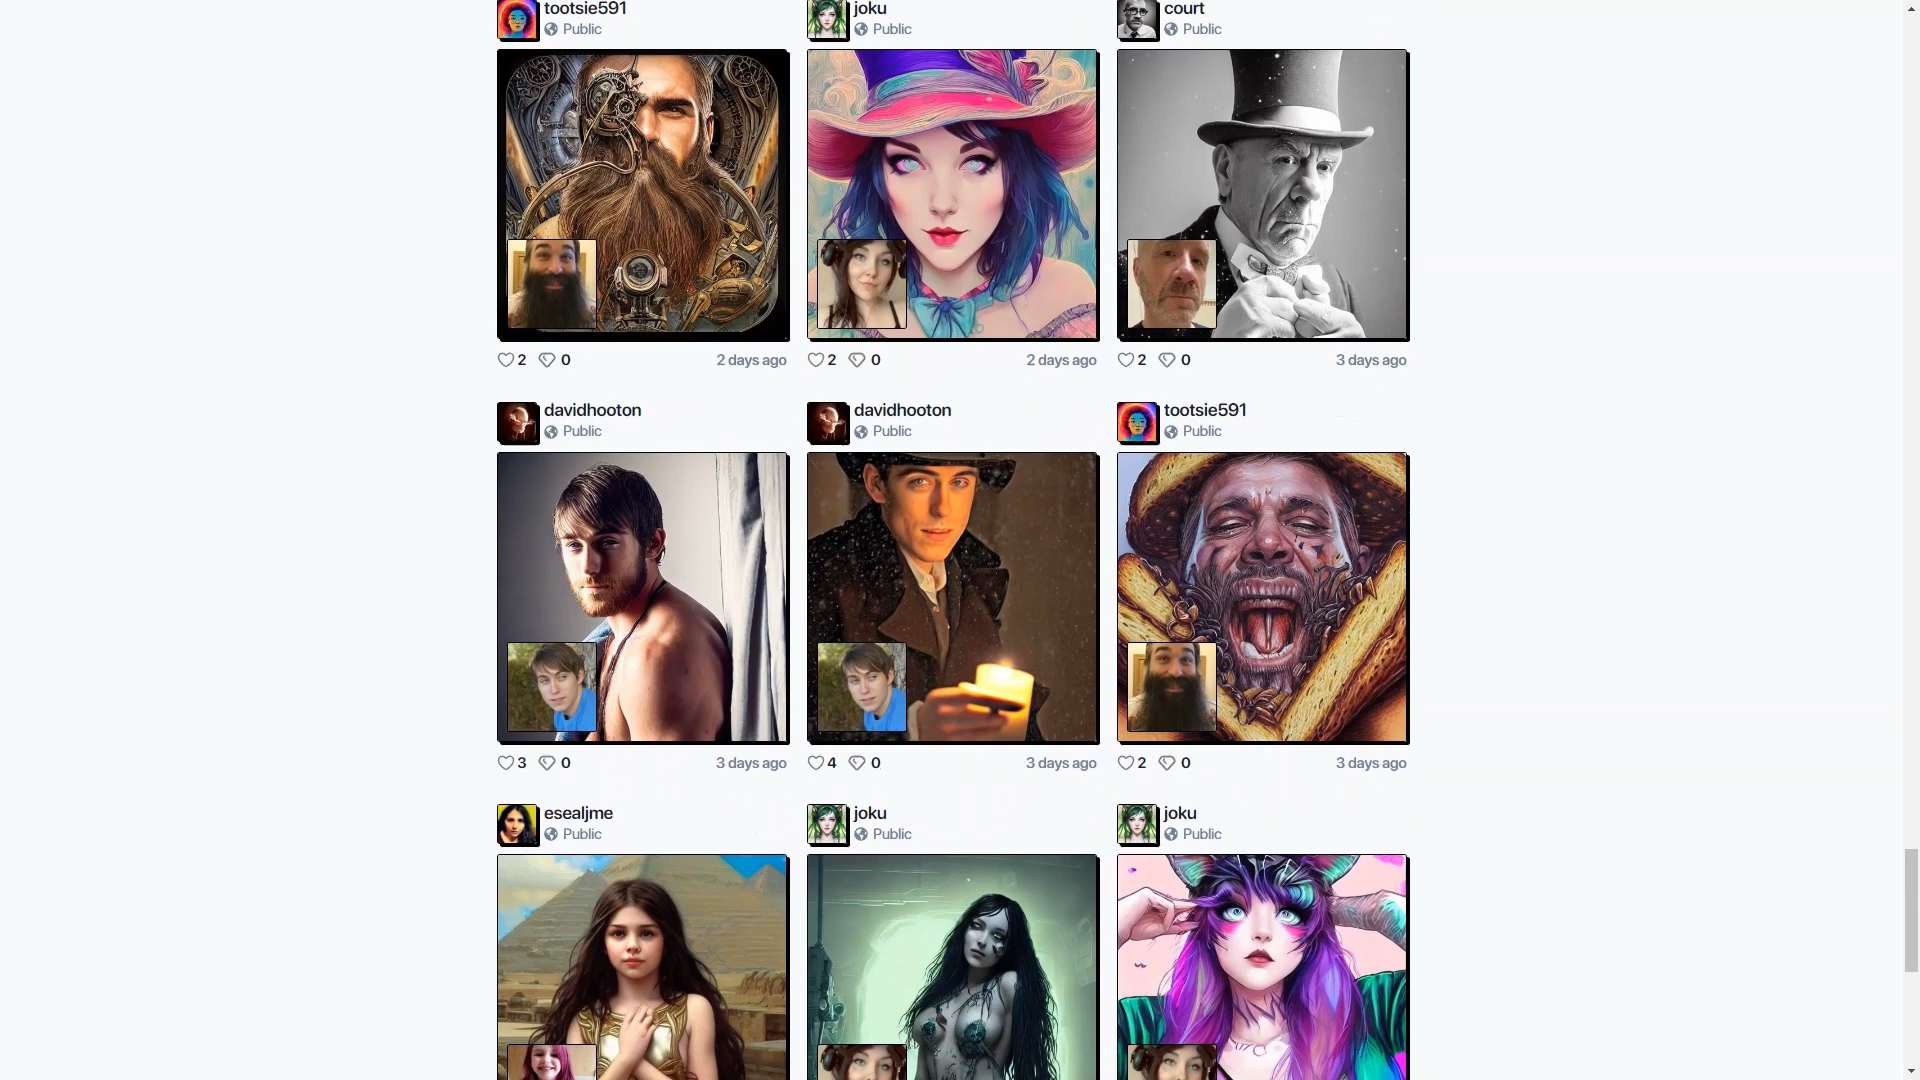 tootsie591
Public
joku
Public
court
Public
2 0 2 days ago
2 0 2 days ago
2 0 3 days ago
davidhooton
Public
davidhooton
Public
tootsie591
Public
3 0 3 days ago
4 0 3 days ago
2 0 3 days ago
esealjme
Public
joku
Public
joku
Public